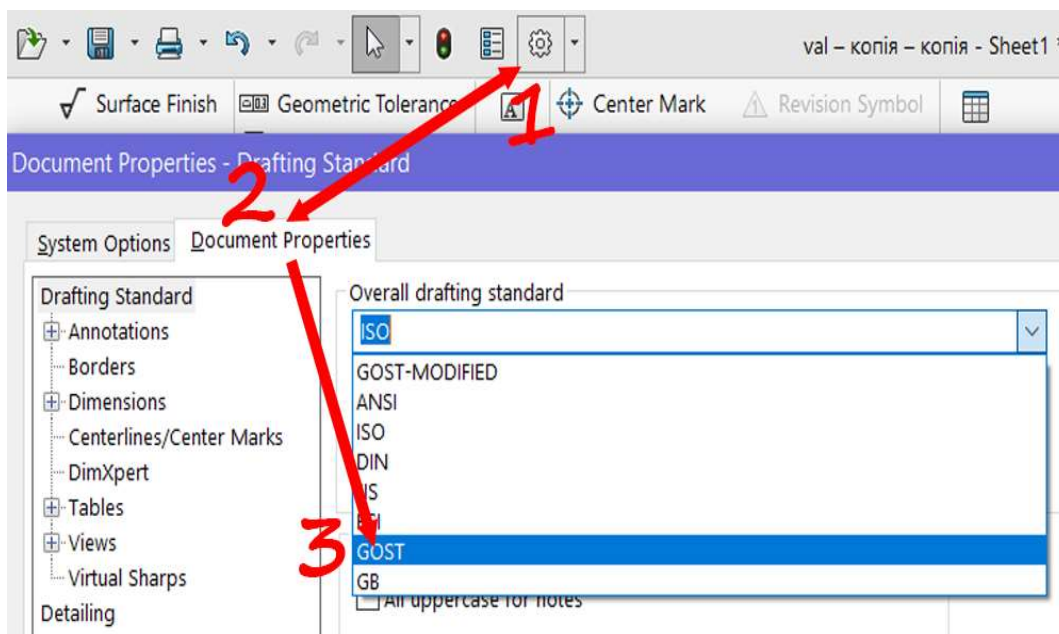 val – копія – копія - Sheet1 *
Surface Finish Geometric Tolerance A Center Mark Revision Symbol
1
Document Properties - Drafting Standard
2
System Options Document Properties
Drafting Standard
Annotations
Borders
Dimensions
Centerlines/Center Marks
DimXpert
Tables
Views
Virtual Sharps
Detailing
Overall drafting standard
ISO
GOST-MODIFIED
ANSI
ISO
DIN
3
GOST
GB
All uppercase for notes